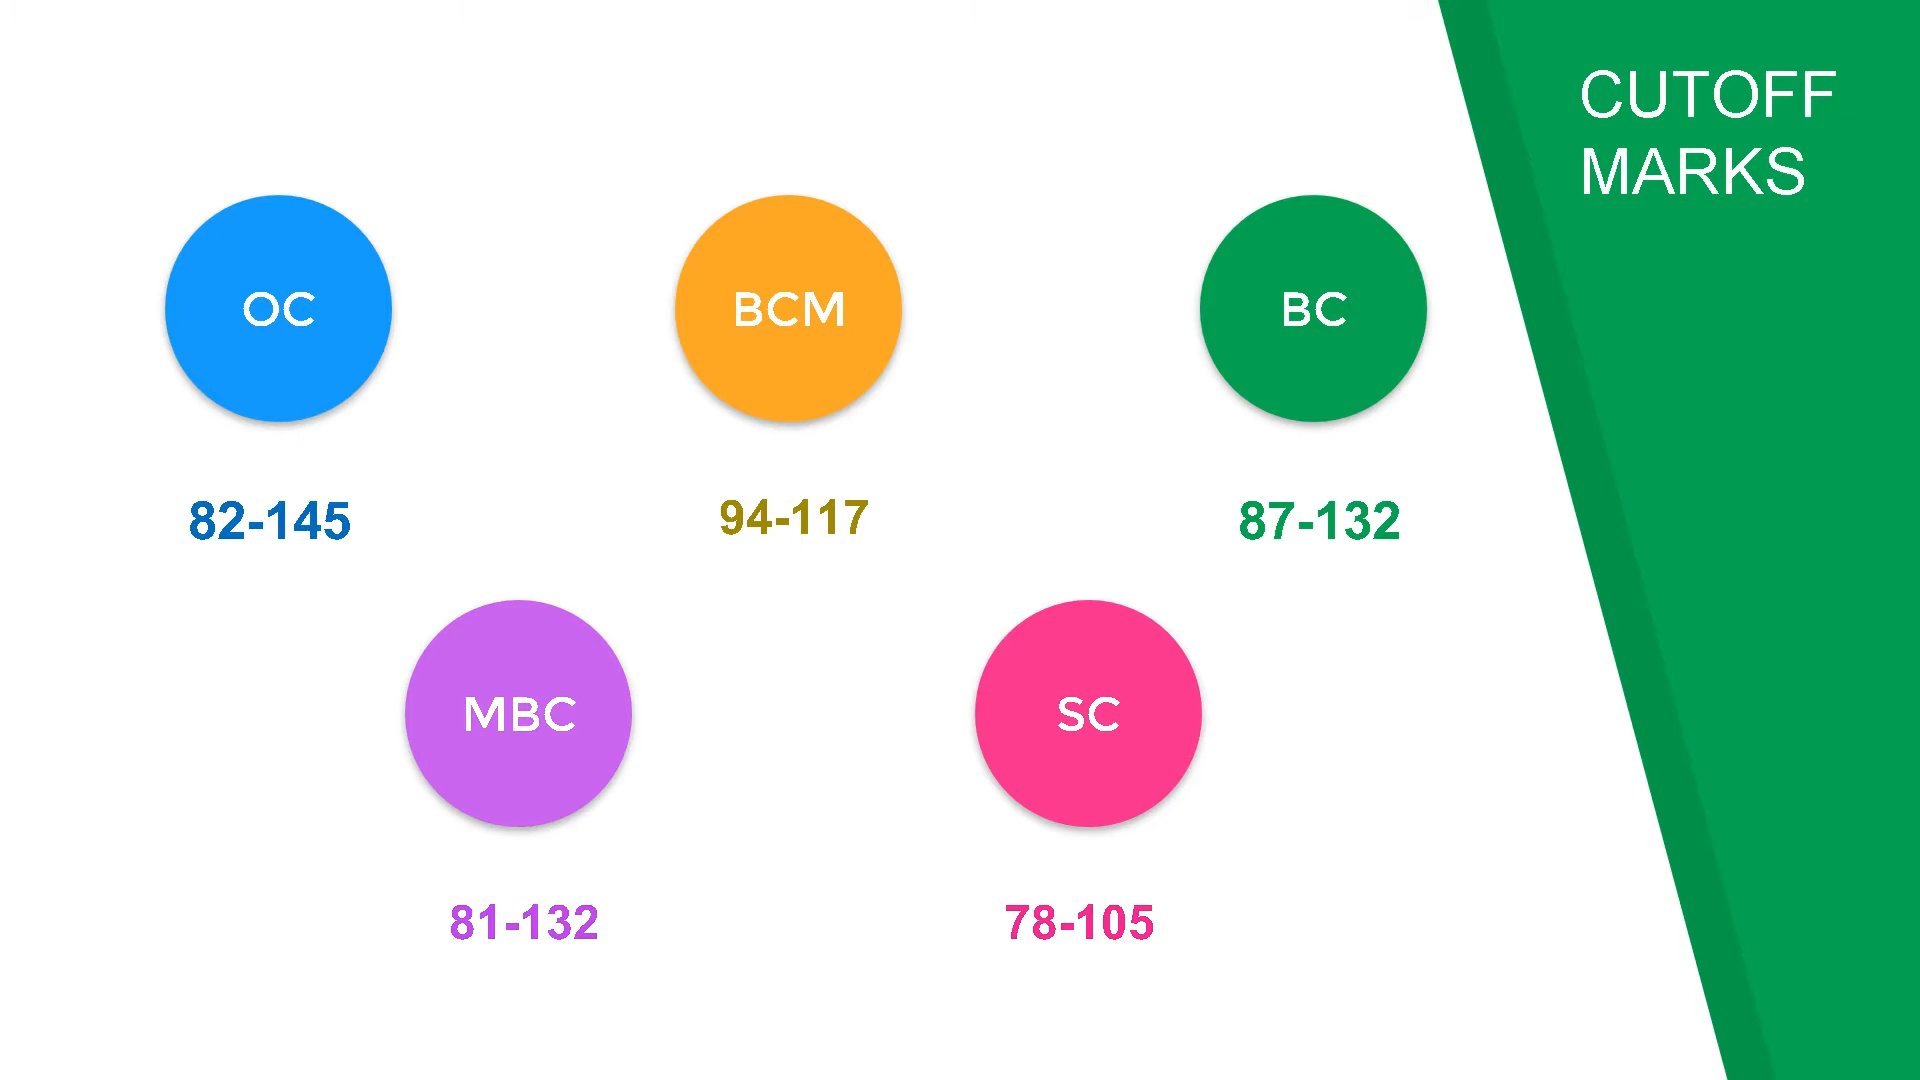 CUTOFF
MARKS
OC
BCM
BC
82-145
94-117
87-132
MBC
SC
81-132
78-105